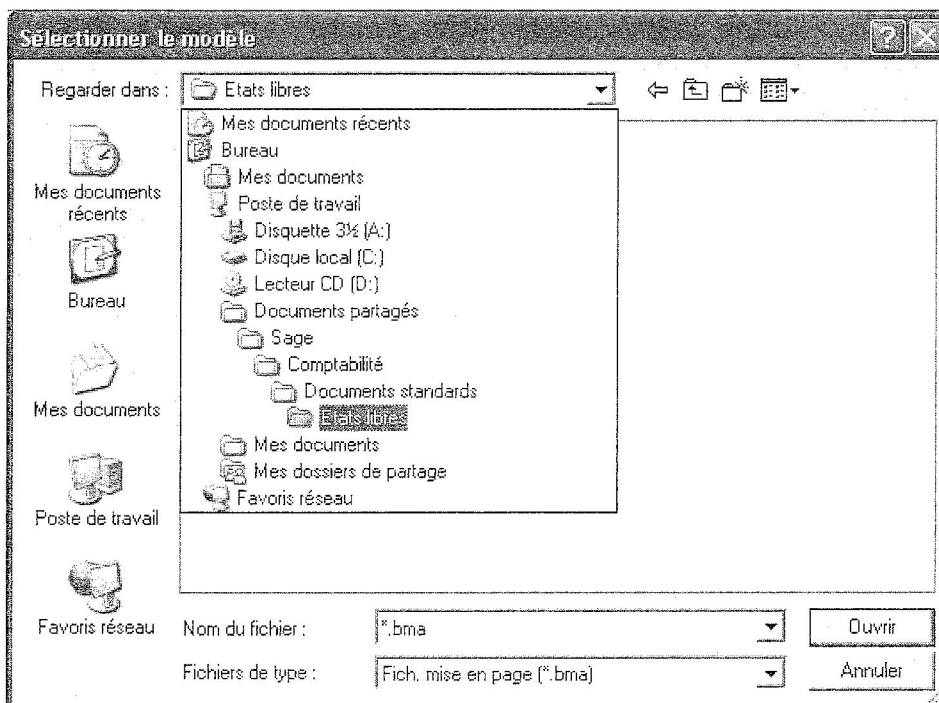 Sélectionner le modèle
Regarder dans :
Etats libres
Mes documents récents
Bureau
Mes documents
Poste de travail
Disquette 3½ (A:)
Disque local (C:)
Lecteur CD (D:)
Documents partagés
Sage
Comptabilité
Documents standards
Etats libres
Mes documents
Mes dossiers de partage
Favoris réseau
Mes documents
récents
Bureau
Mes documents
Poste de travail
Favoris réseau
Nom du fichier :
*.bma
Ouvrir
Fichiers de type :
Fich. mise en page (*.bma)
Annuler